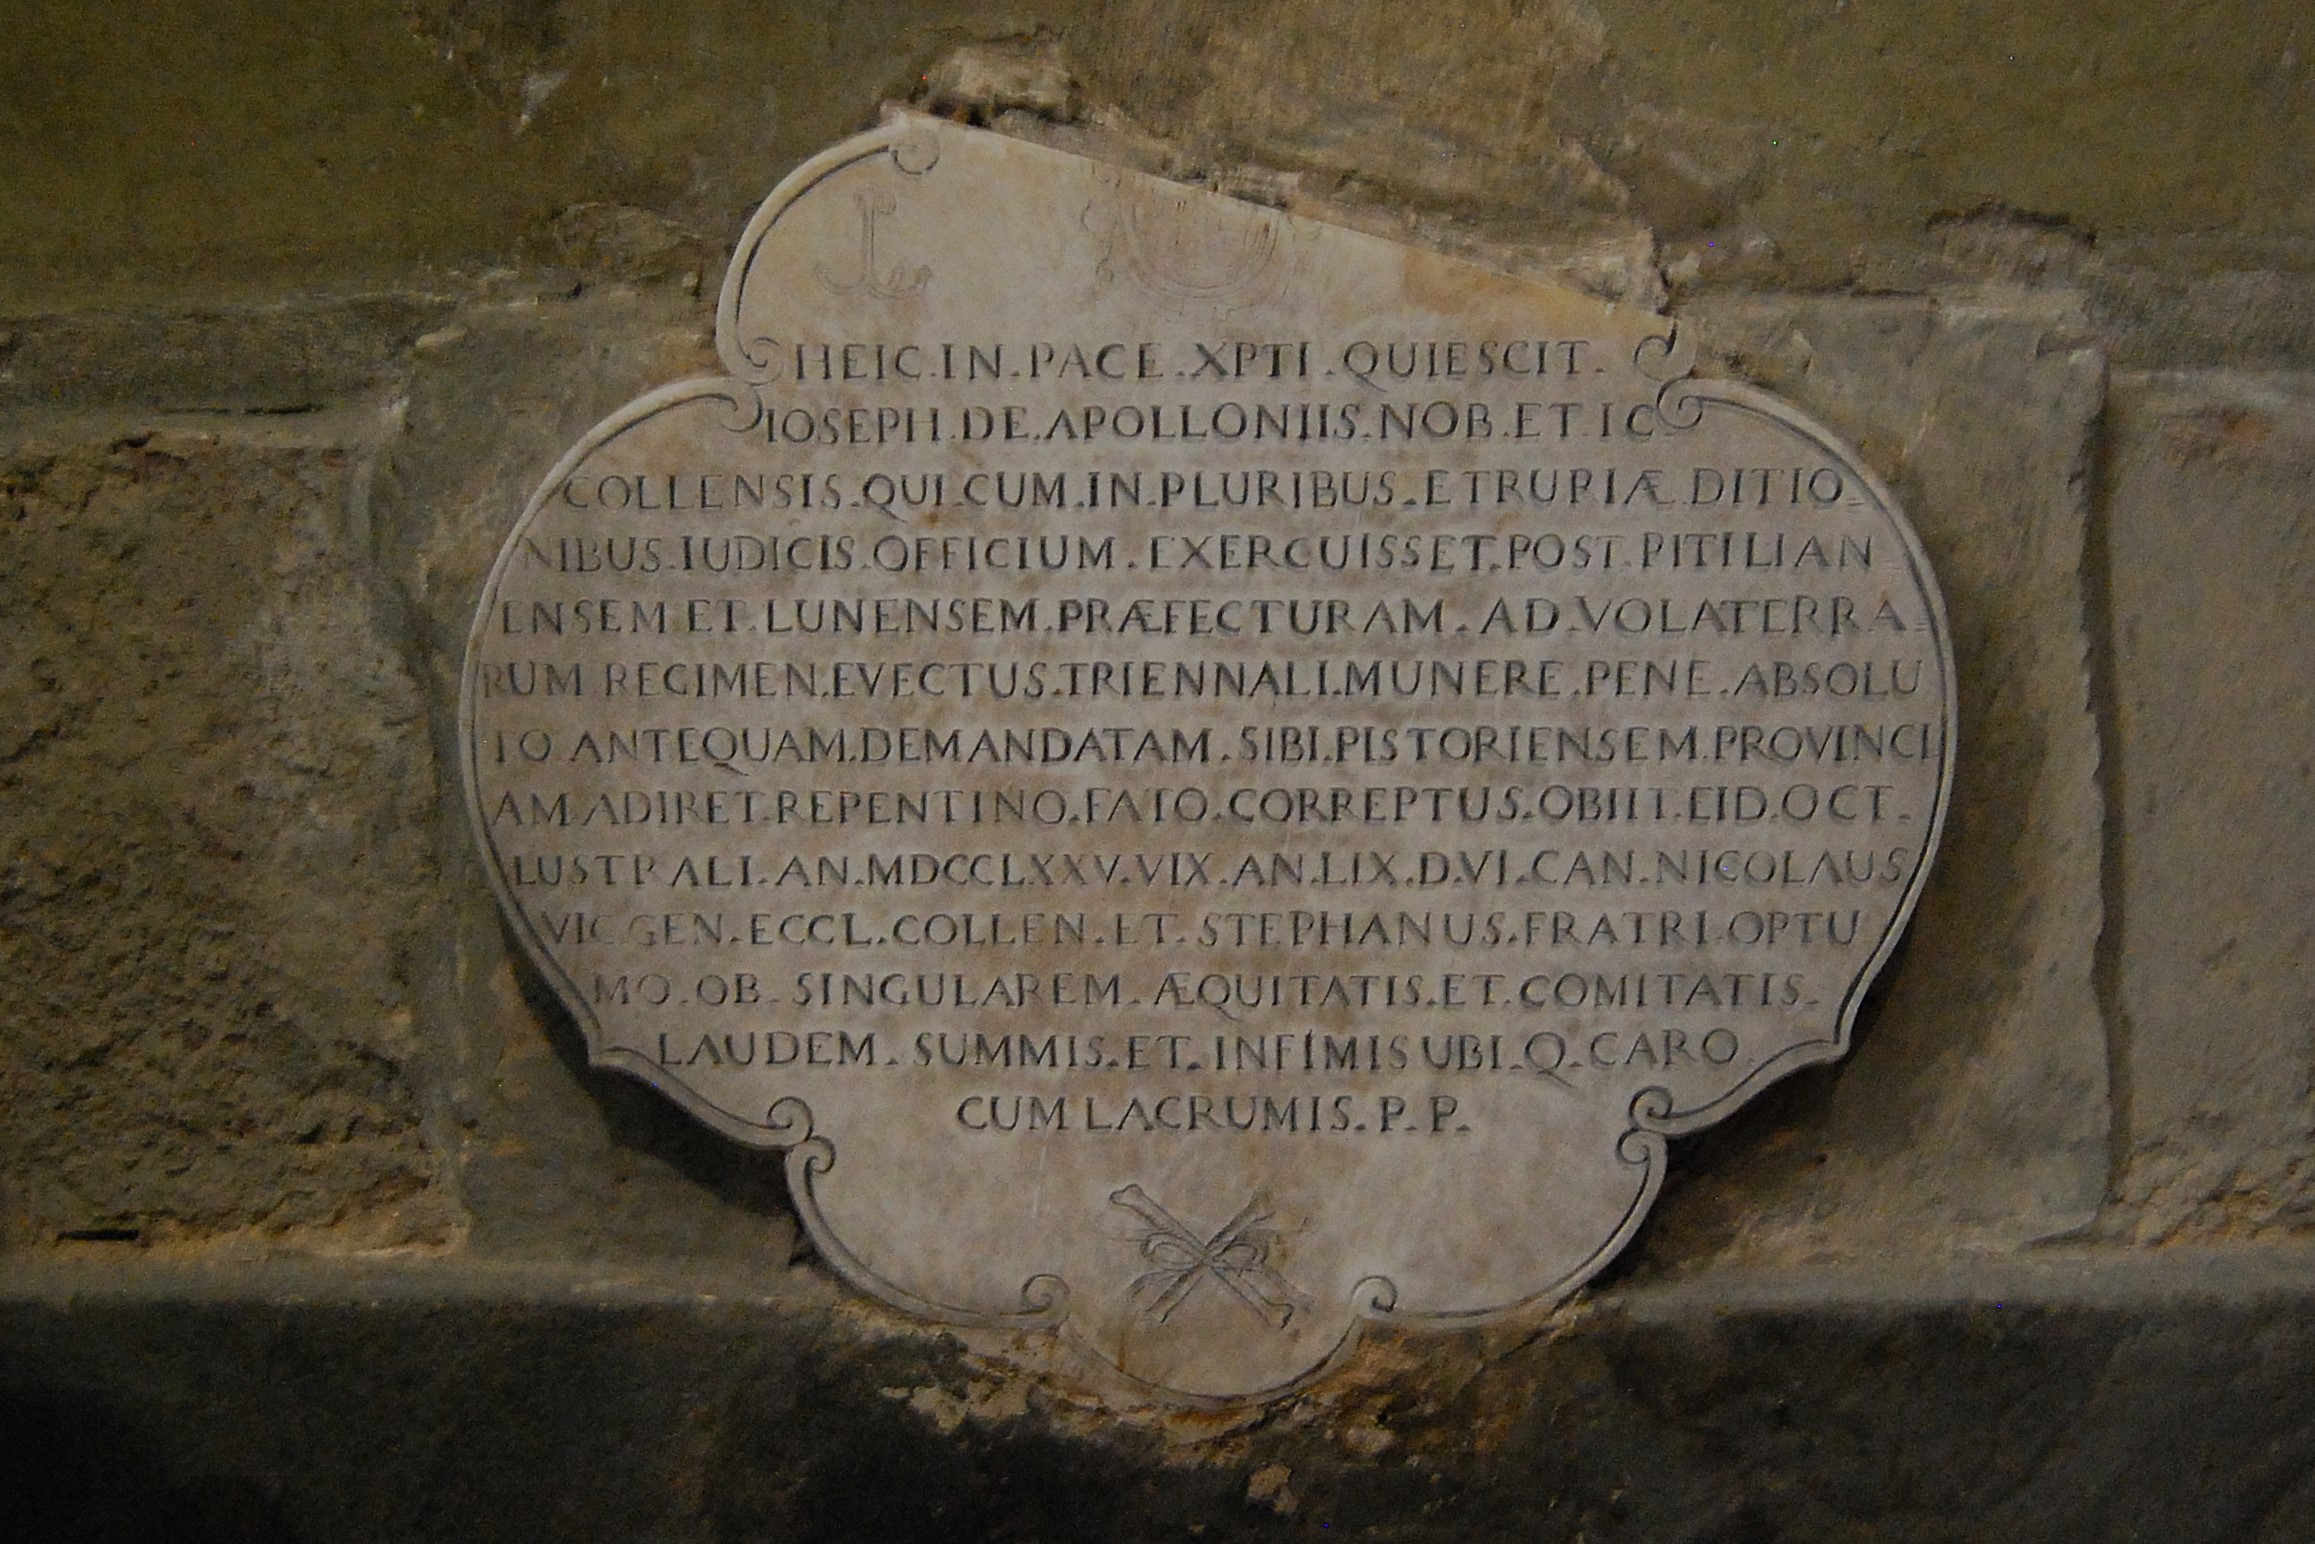 HEIC.IN.PACE.XPTI.QUIESCIT.
IOSEPH.DE.APOLLONIIS.NOB.ET.IC
COLLENSIS.QUI.CUM.IN.PLURIBUS.ETRURIÆ.DITIO-
NIBUS.IUDICIS.OFFICIUM.EXERCUISSET.POST.PITILIAN
ENSEM.ET.LUNENSEM.PRÆFECTURAM.AD.VOLATERRA-
RUM REGIMEN.EVECTUS.TRIENNALI.MUNERE.PENE.ABSOLU
TO ANTEQUAM.DEMANDATAM.SIBI.PISTORIENSEM.PROVINCI
AM.ADIRET.REPENTINO.FATO.CORREPTUS.OBIIT.EID.OCT.
LUSTRALI.AN.MDCCLXXV.VIX.AN.LIX.D.VI.CAN.NICOLAUS
VIC.GEN.ECCL.COLLEN.ET.STEPHANUS.FRATRI.OPTU
MO.OB.SINGULAREM.ÆQUITATIS.ET.COMITATIS.
LAUDEM.SUMMIS.ET.INFIMIS UBI.Q.CARO.
CUM LACRUMIS.P.P.